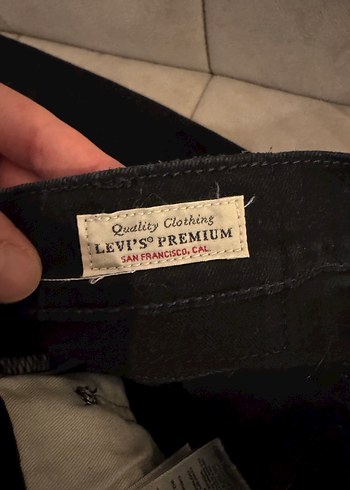 Quality Clothing
LEVI'S® PREMIUM
SAN FRANCISCO, CAL.